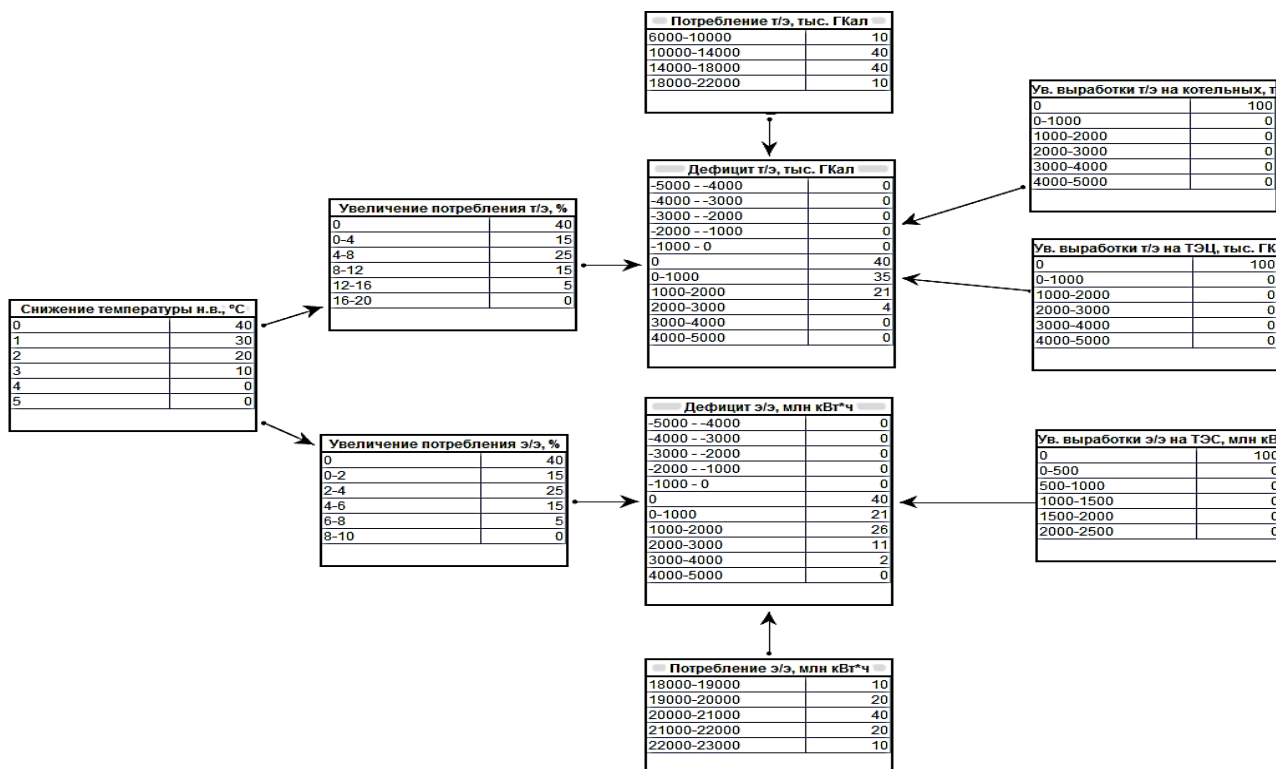 Потребление т/э, тыс. ГКал
6000-10000 10
10000-14000 40
14000-18000 40
18000-22000 10
Ув. выработки т/э на котельных, т
0 100
0-1000 0
1000-2000 0
2000-3000 0
3000-4000 0
4000-5000 0
Дефицит т/э, тыс. ГКал
-5000 - -4000 0
-4000 - -3000 0
-3000 - -2000 0
-2000 - -1000 0
-1000 - 0 0
0 40
0-1000 35
1000-2000 21
2000-3000 4
3000-4000 0
4000-5000 0
Увеличение потребления т/э, %
0 40
0-4 15
4-8 25
8-12 15
12-16 5
16-20 0
Ув. выработки т/э на ТЭЦ, тыс. ГК
0 100
0-1000 0
1000-2000 0
2000-3000 0
3000-4000 0
4000-5000 0
Снижение температуры н.в., °С
0 40
1 30
2 20
3 10
4 0
5 0
Дефицит э/э, млн кВт*ч
-5000 - -4000 0
-4000 - -3000 0
-3000 - -2000 0
-2000 - -1000 0
-1000 - 0 0
0 40
0-1000 21
1000-2000 26
2000-3000 11
3000-4000 2
4000-5000 0
Увеличение потребления э/э, %
0 40
0-2 15
2-4 25
4-6 15
6-8 5
8-10 0
Ув. выработки э/э на ТЭС, млн кВ
0 100
0-500 0
500-1000 0
1000-1500 0
1500-2000 0
2000-2500 0
Потребление э/э, млн кВт*ч
18000-19000 10
19000-20000 20
20000-21000 40
21000-22000 20
22000-23000 10